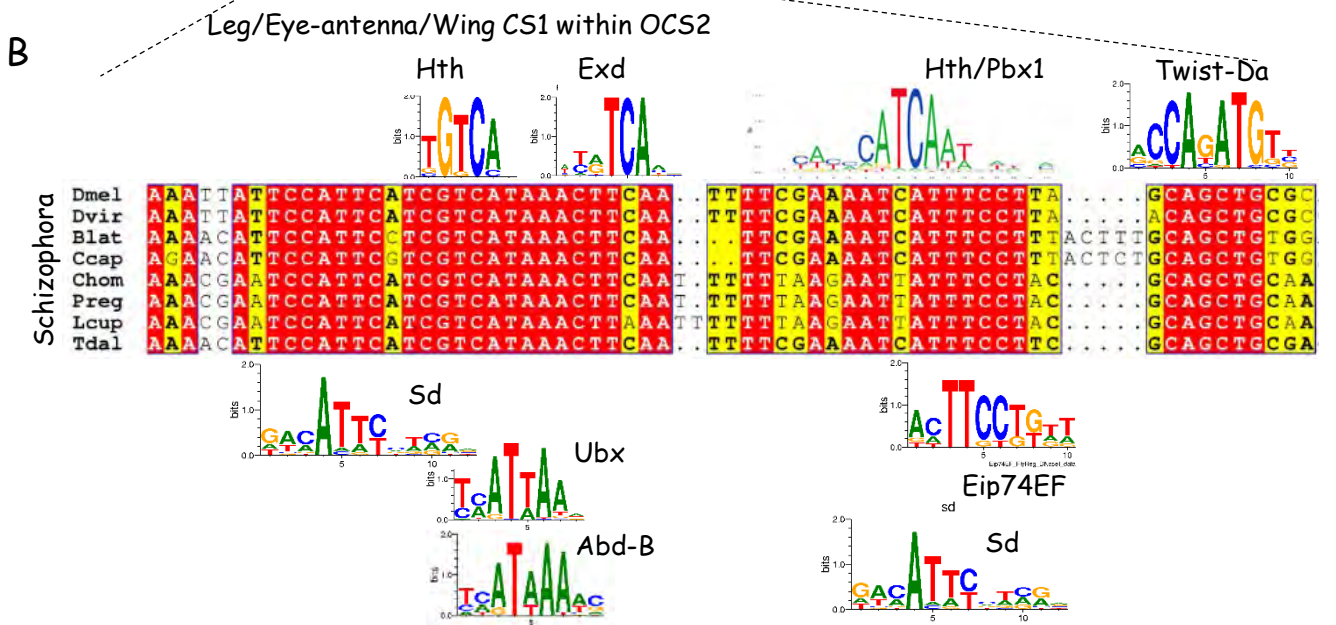 Leg/Eye-antenna/Wing CS1 within OCS2
B
Hth Exd Hth/Pbx1 Twist-Da
Schizophora
Dmel AAATTATTCCATTCATCGTCATAAACTTCAA..TTTTCGAAAATCATTTCCTTA.....GCAGCTGCGC
Dvir AAATTATTCCATTCATCGTCATAAACTTCAA..TTTTCGAAAATCATTTCCTTA.....ACAGCTGCGC
Blat AAAACATTCCATTCCTCGTCATAAACTTCAA....TTCGAAAATCATTTCCTTTACTTTGCAGCTGTGG
Ccap AGAACATTCCATTCGTCGTCATAAACTTCAA....TTCGAAAATCATTTCCTTTACTCTGCAGCTGTGG
Chom AAACGAATCCATTCATCGTCATAAACTTCAAT.TTTTTAAGAATTATTTCCTAC.....GCAGCTGCAA
Preg AAACGAATCCATTCATCGTCATAAACTTCAAT.TTTTTAAGAATTATTTCCTAC.....GCAGCTGCAA
Lcup AAACGAATCCATTCATCGTCATAAACTTAAATTTTTTTAAGAATTATTTCCTAC.....GCAGCTGCAA
Tdal AAAACATTCCATTCATCGTCATAAACTTCAA..TTTTCGAAAATCATTTCCTTC.....GCAGCTGCGA
Sd
Ubx
Abd-B
Eip74EF
sd
Sd